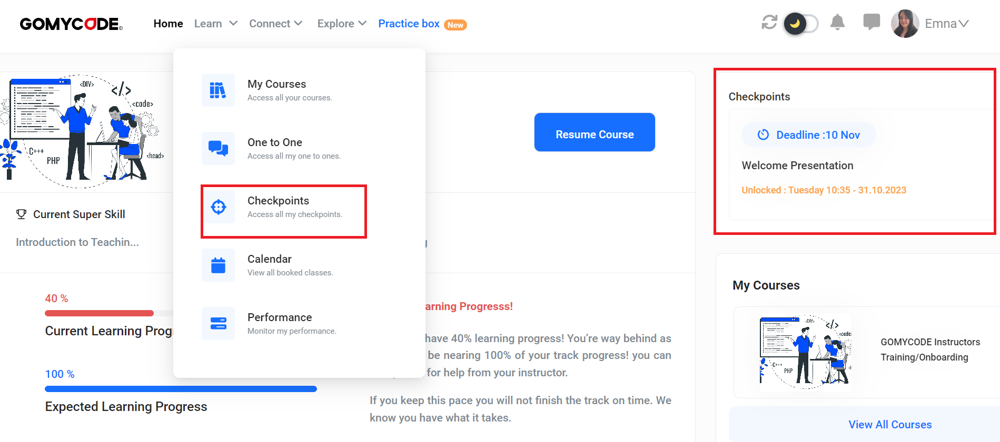 GOMYCODE©
Home Learn Connect Explore Practice box New
Emna
<DIV>
</>
<code>
C+++
PHP
<head>
My Courses
Access all your courses.
One to One
Access all my one to ones.
Checkpoints
Access all my checkpoints.
Calendar
View all booked classes.
Performance
Monitor my performance.
Resume Course
Current Super Skill
Introduction to Teachin...
40 %
Current Learning Prog
100 %
Expected Learning Progress
arning Progresss!
have 40% learning progress! You’re way behind as
be nearing 100% of your track progress! you can
for help from your instructor.
If you keep this pace you will not finish the track on time. We
know you have what it takes.
Checkpoints
Deadline :10 Nov
Welcome Presentation
Unlocked : Tuesday 10:35 - 31.10.2023
My Courses
<DIV>
</>
<code>
C+++
PHP
GOMYCODE Instructors
Training/Onboarding
View All Courses